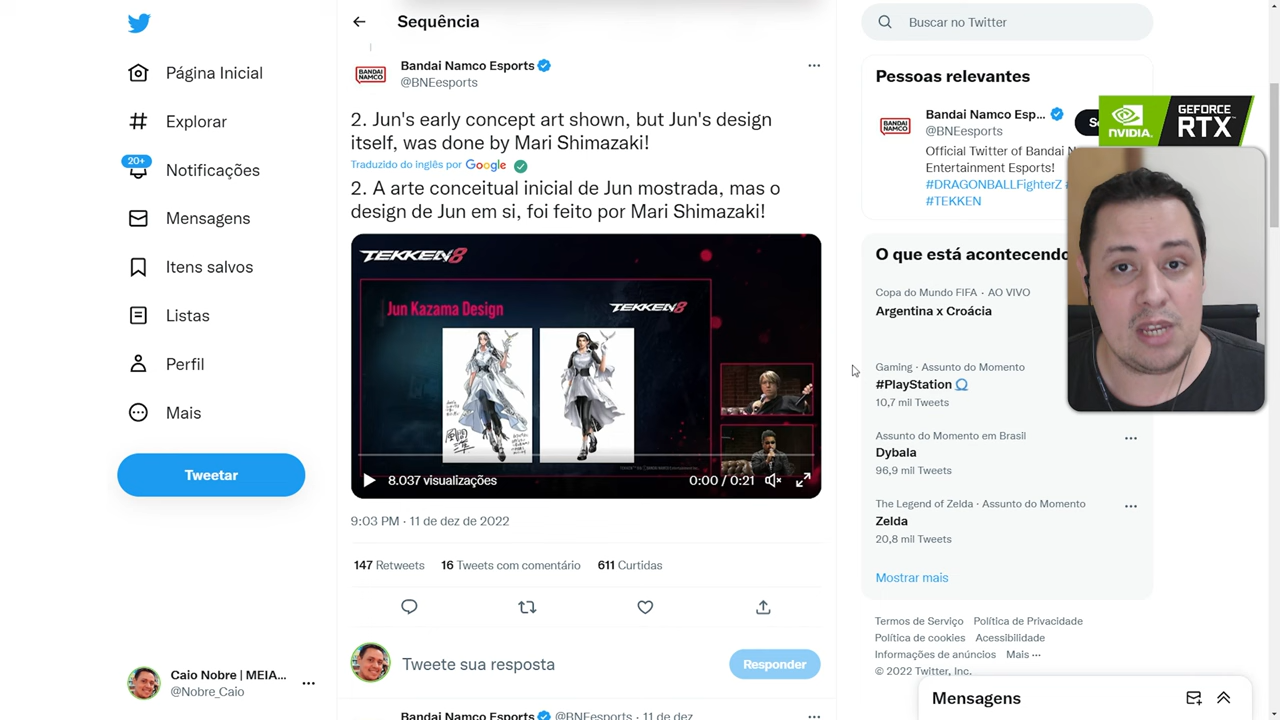 Página Inicial
Explorar
20+
Notificações
Mensagens
Itens salvos
Listas
Perfil
Mais
Tweetar
Caio Nobre | MEIA...
@Nobre_Caio
Sequência
BANDAI
NAMCO
Bandai Namco Esports
@BNEesports
2. Jun's early concept art shown, but Jun's design
itself, was done by Mari Shimazaki!
Traduzido do inglês por Google
2. A arte conceitual inicial de Jun mostrada, mas o
design de Jun em si, foi feito por Mari Shimazaki!
TEKKEN 8
Jun Kazama Design
TEKKEN 8
8.037 visualizações
0:00 / 0:21
9:03 PM · 11 de dez de 2022
147 Retweets 16 Tweets com comentário 611 Curtidas
Tweete sua resposta
Responder
Bandai Namco Esports @BNEesports · 11 de dez
Buscar no Twitter
Pessoas relevantes
BANDAI
NAMCO
Bandai Namco Esp...
@BNEesports
Official Twitter of Bandai
Entertainment Esports!
#DRAGONBALLFighterZ
#TEKKEN
NVIDIA.
GEFORCE
RTX
O que está acontecendo
Copa do Mundo FIFA · AO VIVO
Argentina x Croácia
Gaming · Assunto do Momento
#PlayStation
10,7 mil Tweets
Assunto do Momento em Brasil
Dybala
96,9 mil Tweets
The Legend of Zelda · Assunto do Momento
Zelda
20,8 mil Tweets
Mostrar mais
Termos de Serviço Política de Privacidade
Política de cookies Acessibilidade
Informações de anúncios Mais ···
© 2022 Twitter, Inc.
Mensagens